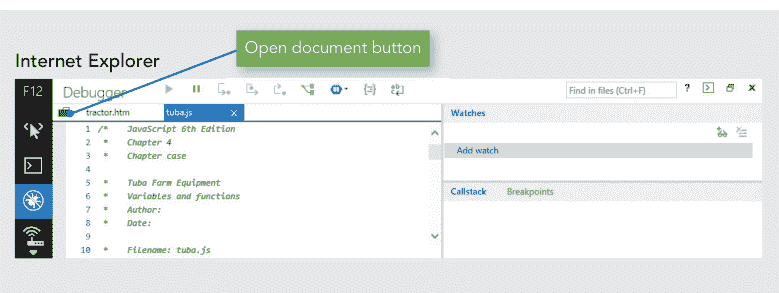 Open document button
Internet Explorer
F12 Debugger Find in files (Ctrl+F) ?
tractor.htm tuba.js X
1 /* JavaScript 6th Edition
2 * Chapter 4
3 * Chapter case
4
5 * Tuba Farm Equipment
6 * Variables and functions
7 * Author:
8 * Date:
9
10 * Filename: tuba.js
Watches
Add watch
Callstack Breakpoints